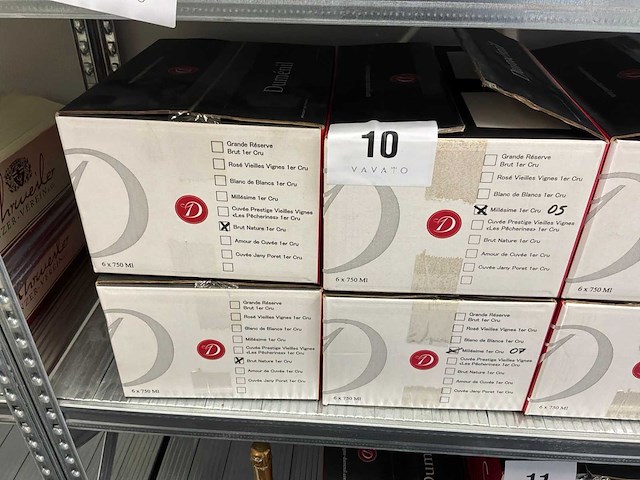 Duménil
Duménil
10
VAVATO
Grande Réserve
Brut 1er Cru
Rosé Vieilles Vignes 1er Cru
Blanc de Blancs 1er Cru
Millésime 1er Cru
Cuvée Prestige Vieilles Vignes
«Les Pêcherines» 1er Cru
Brut Nature 1er Cru
Amour de Cuvée 1er Cru
Cuvée Jany Poret 1er Cru
D
6 x 750 Ml
Grande Réserve
Brut 1er Cru
Rosé Vieilles Vignes 1er Cru
Blanc de Blancs 1er Cru
Millésime 1er Cru 05
Cuvée Prestige Vieilles Vignes
«Les Pêcherines» 1er Cru
Brut Nature 1er Cru
Amour de Cuvée 1er Cru
Cuvée Jany Poret 1er Cru
D
6 x 750 Ml
6 x 750 Ml
Grande Réserve
Brut 1er Cru
Rosé Vieilles Vignes 1er Cru
Blanc de Blancs 1er Cru
Millésime 1er Cru
Cuvée Prestige Vieilles Vignes
«Les Pêcherines» 1er Cru
Brut Nature 1er Cru
Amour de Cuvée 1er Cru
Cuvée Jany Poret 1er Cru
D
6 x 750 Ml
Grande Réserve
Brut 1er Cru
Rosé Vieilles Vignes 1er Cru
Blanc de Blancs 1er Cru
Millésime 1er Cru 07
Cuvée Prestige Vieilles Vignes
«Les Pêcherines» 1er Cru
Brut Nature 1er Cru
Amour de Cuvée 1er Cru
Cuvée Jany Poret 1er Cru
D
6 x 750 Ml
6 x 750 Ml
11